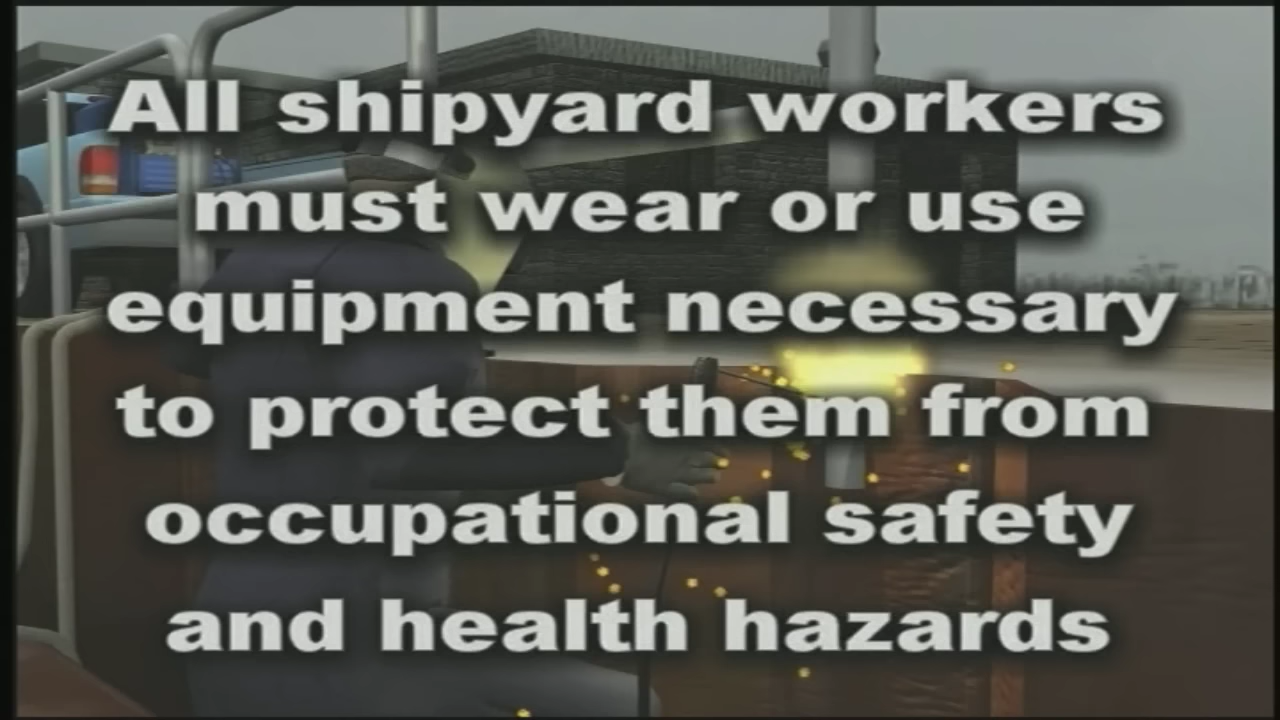 All shipyard workers
must wear or use
equipment necessary
to protect them from
occupational safety
and health hazards